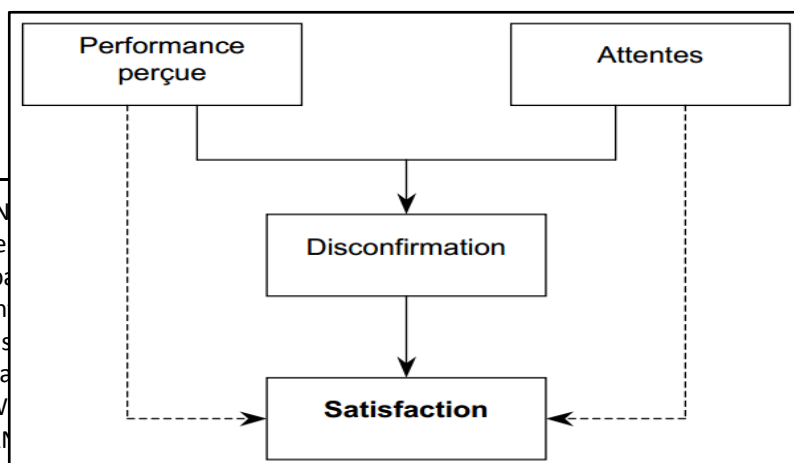 Performance
perçue
Attentes
Disconfirmation
Satisfaction